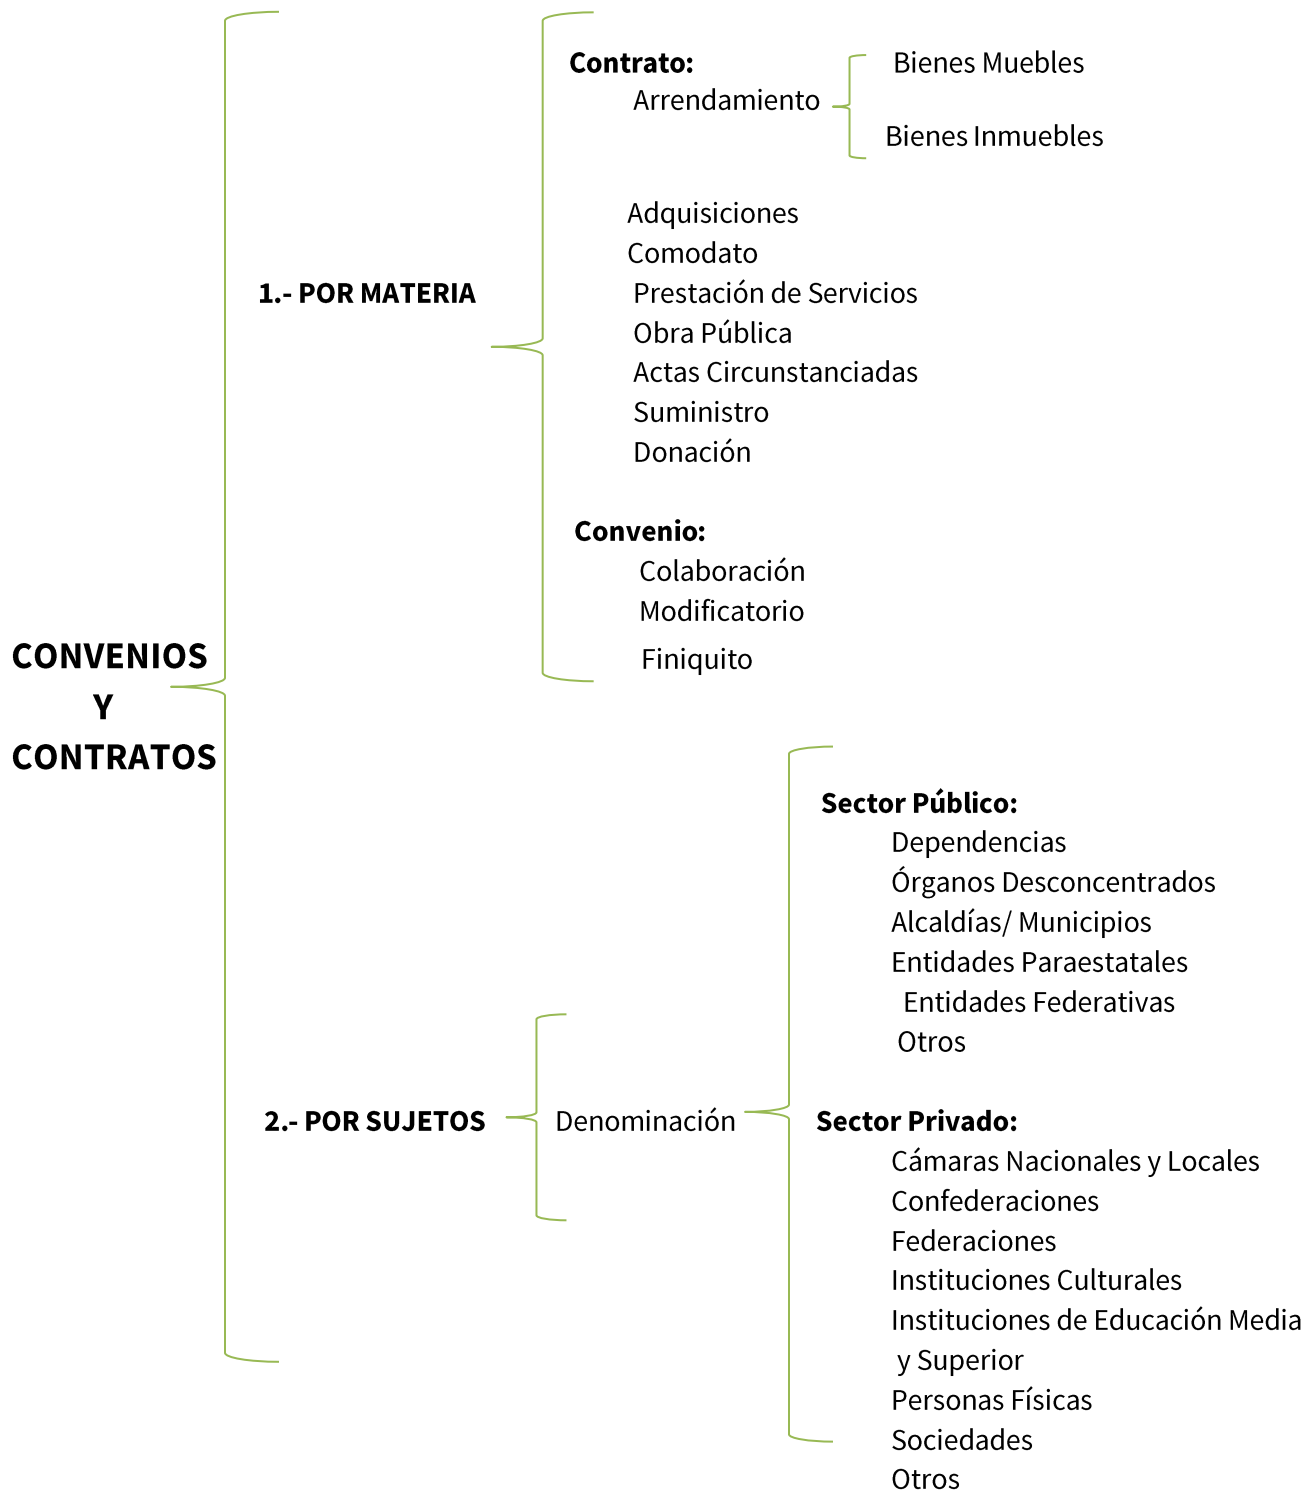 CONVENIOS
Y
CONTRATOS
1.- POR MATERIA
Contrato:
Arrendamiento
Bienes Muebles
Bienes Inmuebles
Adquisiciones
Comodato
Prestación de Servicios
Obra Pública
Actas Circunstanciadas
Suministro
Donación
Convenio:
Colaboración
Modificatorio
Finiquito
2.- POR SUJETOS
Denominación
Sector Público:
Dependencias
Órganos Desconcentrados
Alcaldías/ Municipios
Entidades Paraestatales
Entidades Federativas
Otros
Sector Privado:
Cámaras Nacionales y Locales
Confederaciones
Federaciones
Instituciones Culturales
Instituciones de Educación Media
y Superior
Personas Físicas
Sociedades
Otros